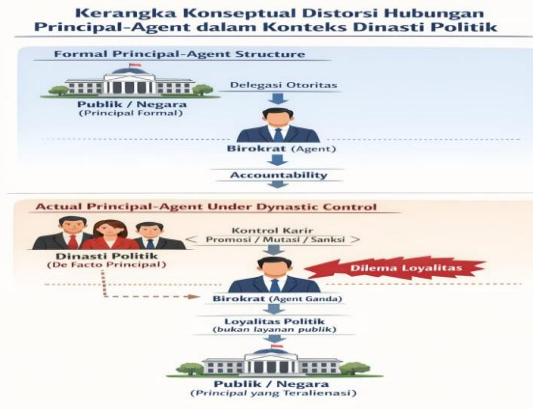 Kerangka Konseptual Distorsi Hubungan
Principal-Agent dalam Konteks Dinasti Politik
Formal Principal-Agent Structure
Publik / Negara
(Principal Formal)
Delegasi Otoritas
Birokrat (Agent)
Accountability
Actual Principal-Agent Under Dynastic Control
Dinasti Politik
(De Facto Principal)
Kontrol Karir
< Promosi / Mutasi / Sanksi >
Dilema Loyalitas
Birokrat (Agent Ganda)
Loyalitas Politik
(bukan layanan publik)
Publik / Negara
(Principal yang Teralienasi)